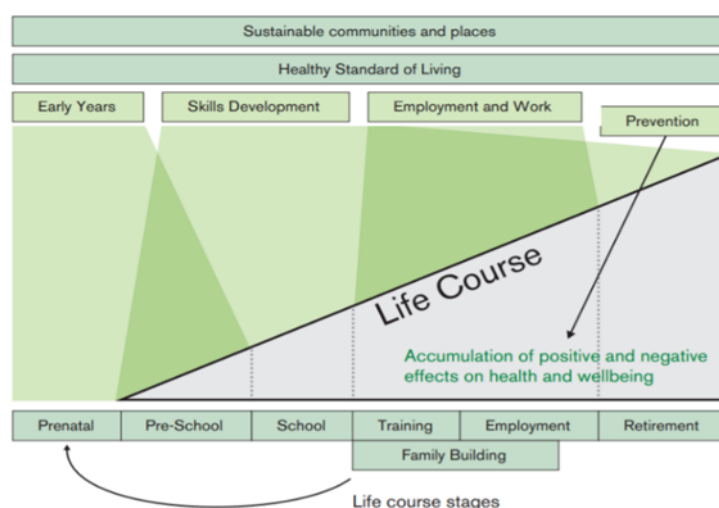 Sustainable communities and places
Healthy Standard of Living
Early Years
Skills Development
Employment and Work
Prevention
Life Course
Accumulation of positive and negative
effects on health and wellbeing
Prenatal
Pre-School
School
Training
Employment
Retirement
Family Building
Life course stages